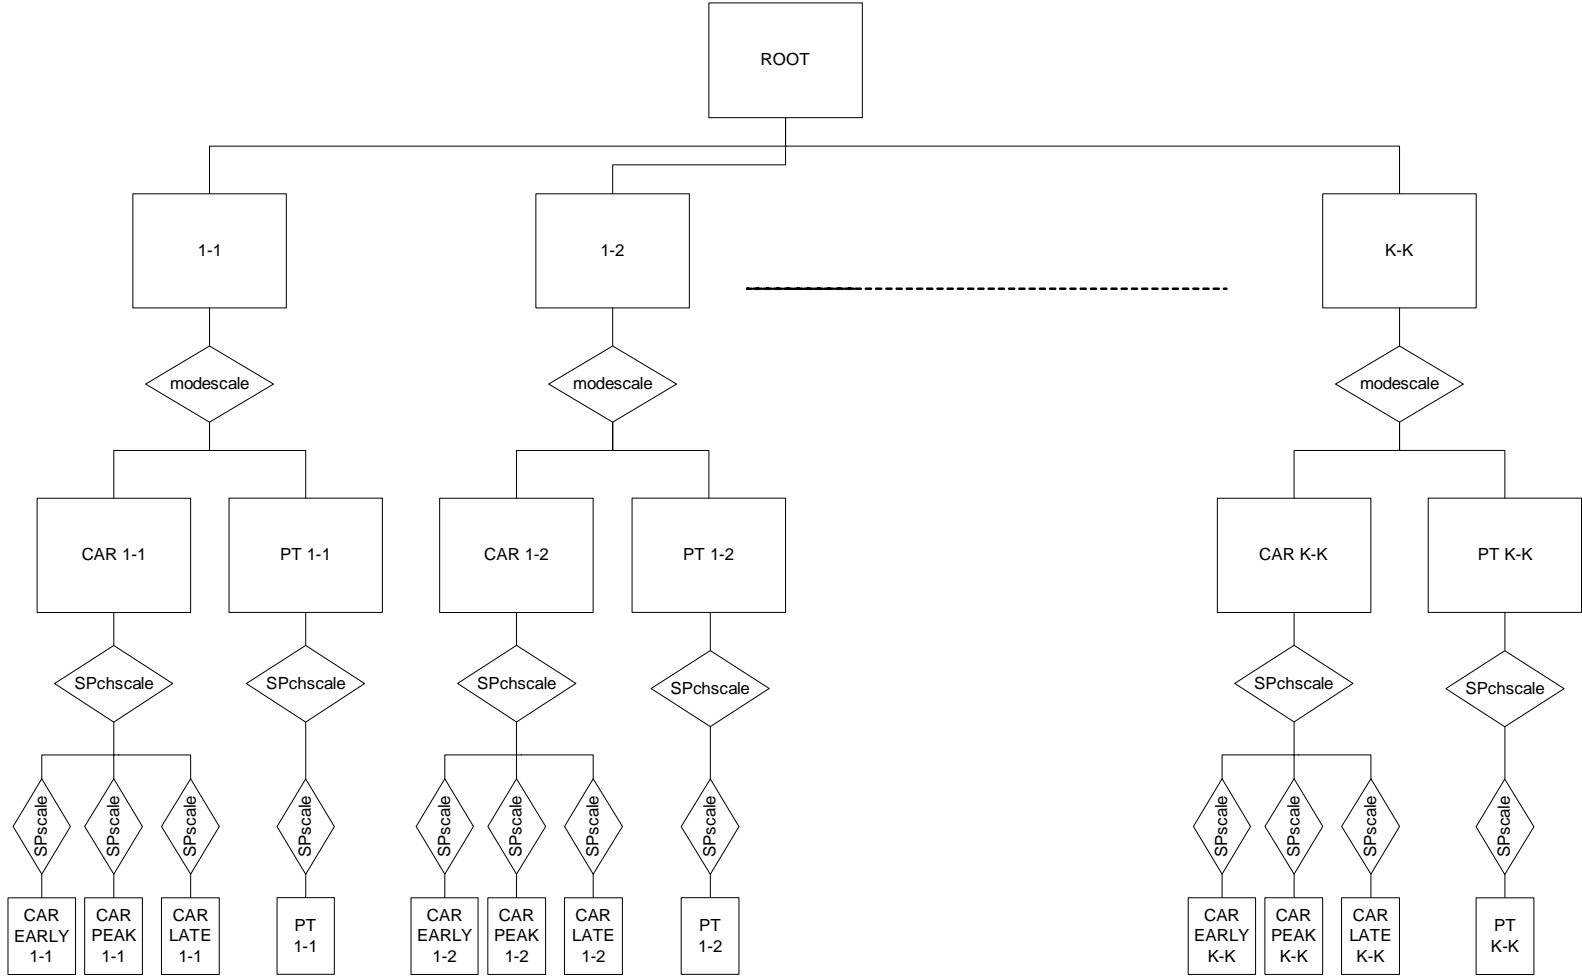 ROOT
1-1
1-2
K-K
modescale
modescale
modescale
CAR 1-1
PT 1-1
CAR 1-2
PT 1-2
CAR K-K
PT K-K
SPchscale
SPchscale
SPchscale
SPchscale
SPchscale
SPchscale
SPscale
SPscale
SPscale
SPscale
SPscale
SPscale
SPscale
SPscale
SPscale
SPscale
SPscale
SPscale
CAR
EARLY
1-1
CAR
PEAK
1-1
CAR
LATE
1-1
PT
1-1
CAR
EARLY
1-2
CAR
PEAK
1-2
CAR
LATE
1-2
PT
1-2
CAR
EARLY
K-K
CAR
PEAK
K-K
CAR
LATE
K-K
PT
K-K